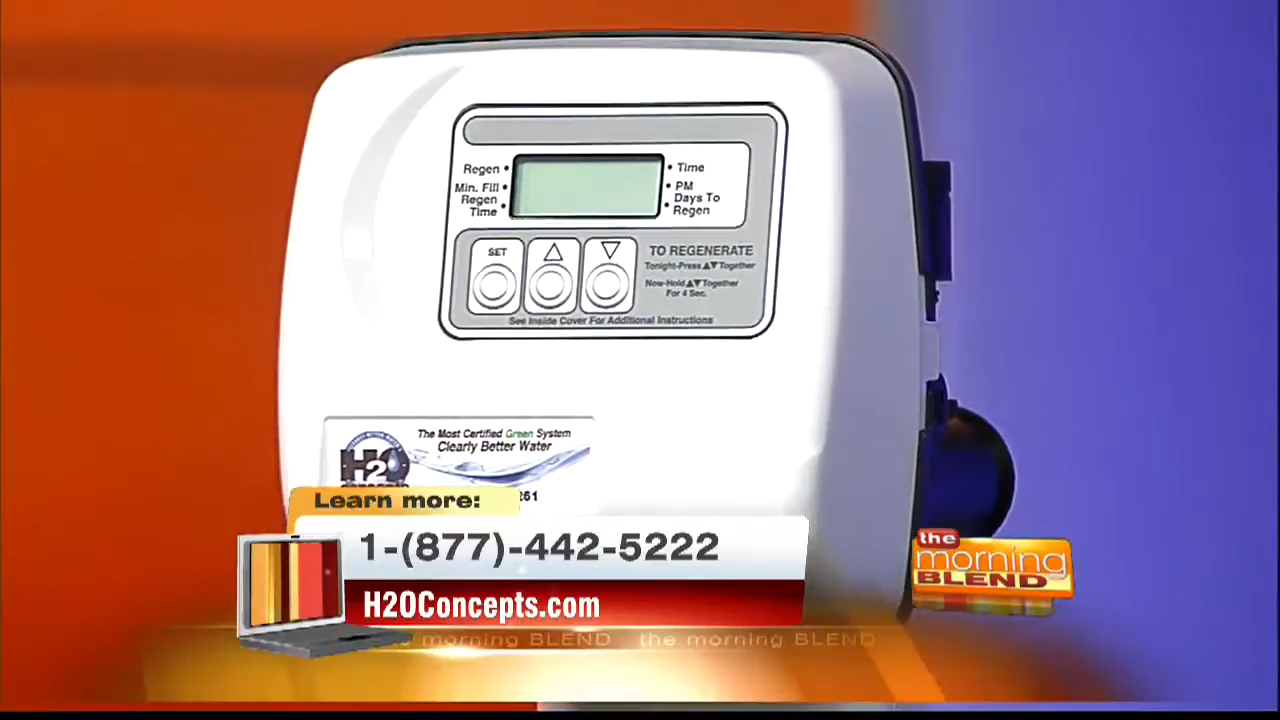 Regen
Min. Fill
Regen
Time
Time
PM
Days To
Regen
SET
TO REGENERATE
Tonight-Press ▲▼ Together
Now-Hold ▲▼ Together
For 4 Sec.
See Inside Cover For Additional Instructions
The Most Certified Green System
Clearly Better Water
H2O
261
Learn more:
1-(877)-442-5222
H2OConcepts.com
the
morning
BLEND
morning BLEND the morning BLEND